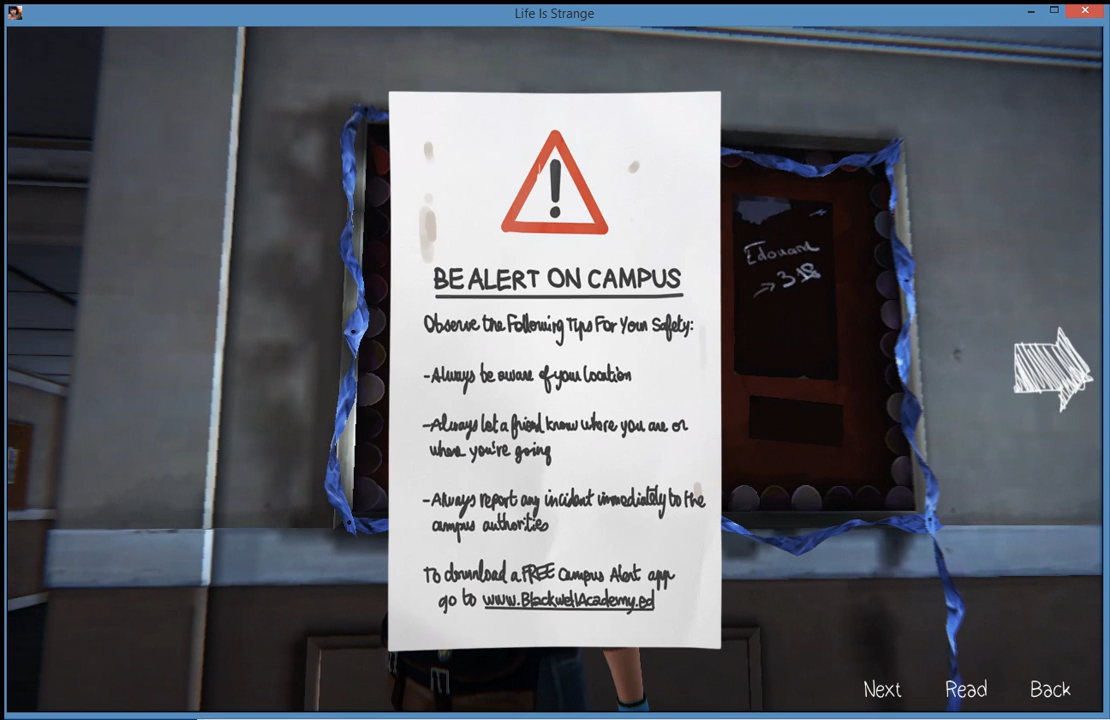 Life Is Strange
!
BE ALERT ON CAMPUS
Observe the Following Tips For Your Safety:
-Always be aware of your location
-Always let a friend know where you are or
where you're going
-Always report any incident immediately to the
campus authorities
To download a FREE Campus Alert app
go to www.BlackwellAcademy.ed
Edouard
→ 318
Next Read Back